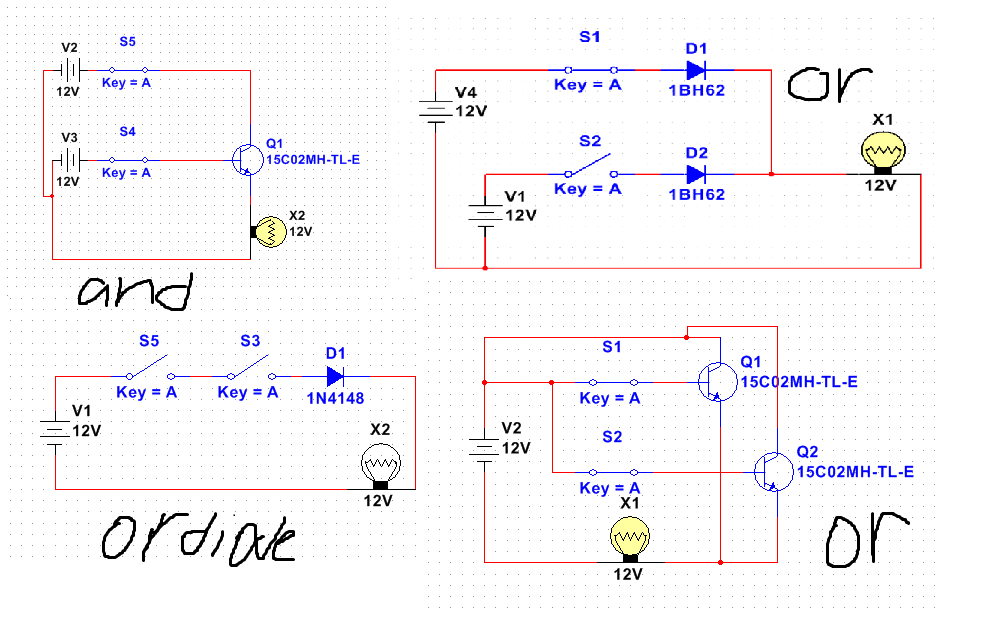 S5
V2
Key = A
12V
S4
V3
Q1
15C02MH-TL-E
Key = A
12V
X2
12V
and
S1
D1
or
Key = A
1BH62
V4
12V
X1
S2
D2
12V
Key = A
1BH62
V1
12V
S5
S3
D1
Key = A
Key = A
1N4148
V1
12V
X2
12V
or diode
S1
Q1
15C02MH-TL-E
Key = A
V2
12V
S2
Q2
15C02MH-TL-E
Key = A
X1
12V
or